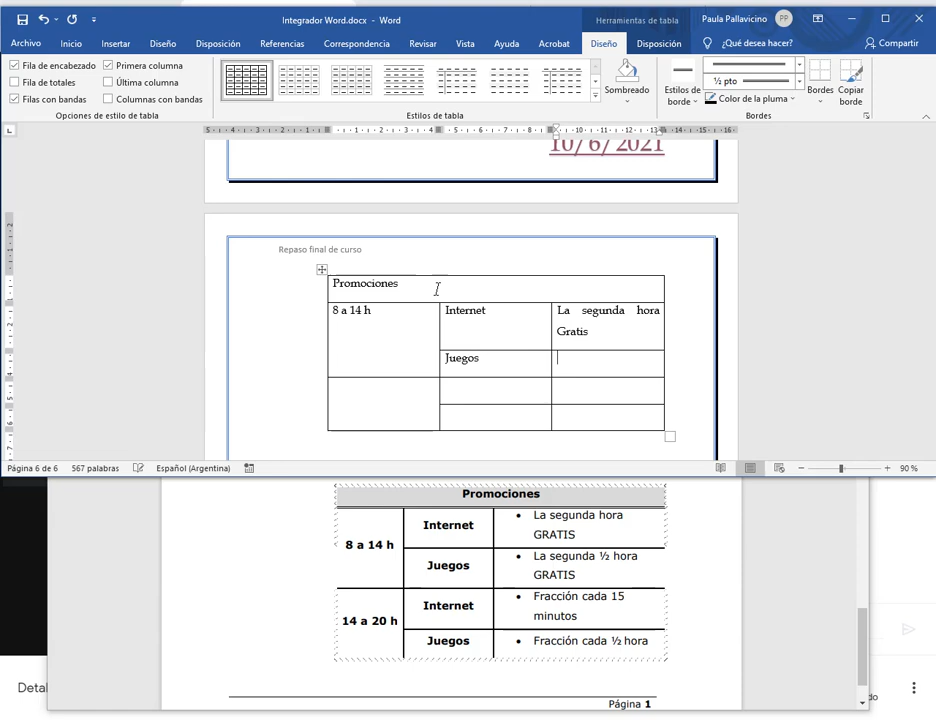 Integrador Word.docx - Word
Herramientas de tabla
Paula Pallavicino
PP
Archivo
Inicio
Insertar
Diseño
Disposición
Referencias
Correspondencia
Revisar
Vista
Ayuda
Acrobat
Diseño
Disposición
¿Qué desea hacer?
Compartir
Fila de encabezado
Primera columna
Fila de totales
Última columna
Filas con bandas
Columnas con bandas
Opciones de estilo de tabla
Estilos de tabla
Sombreado
Estilos de borde
½ pto
Color de la pluma
Bordes
Copiar borde
Bordes
10/6/2021
Repaso final de curso
Promociones
8 a 14 h
Internet
La segunda hora
Gratis
Juegos
Página 6 de 6
567 palabras
Español (Argentina)
90 %
Promociones
8 a 14 h
Internet
• La segunda hora
GRATIS
Juegos
• La segunda ½ hora
GRATIS
14 a 20 h
Internet
• Fracción cada 15
minutos
Juegos
• Fracción cada ½ hora
Página 1